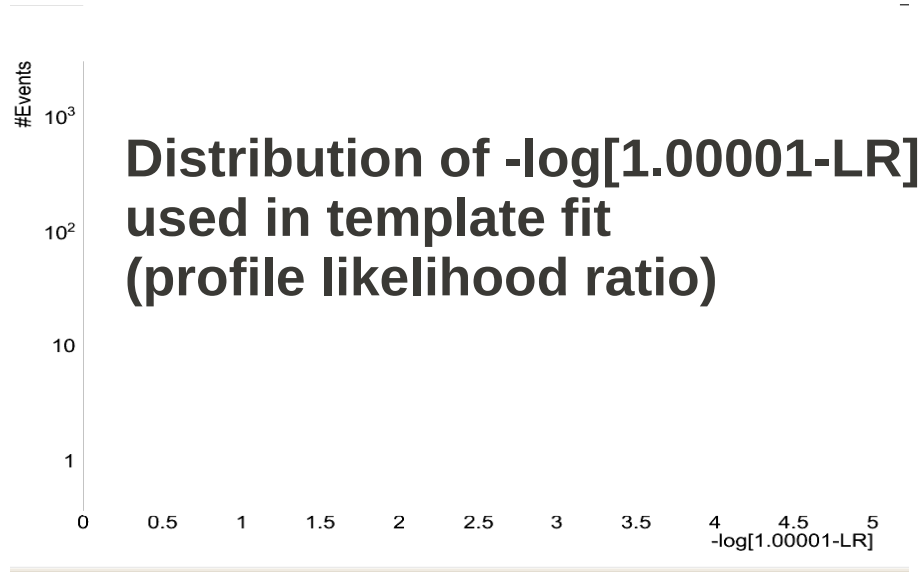 #Events
10³
Distribution of -log[1.00001-LR]
used in template fit
10²
(profile likelihood ratio)
10
1
0 0.5 1 1.5 2 2.5 3 3.5 4 4.5 5
-log[1.00001-LR]